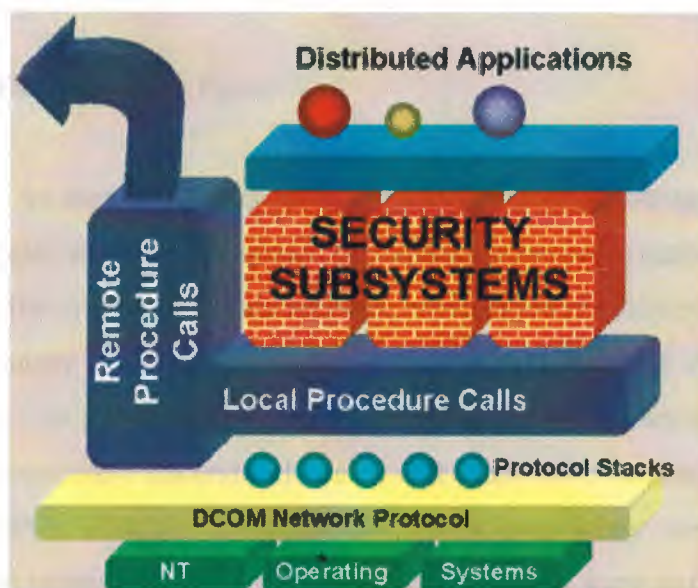 Distributed Applications
SECURITY
SUBSYSTEMS
Remote
Procedure
Calls
Local Procedure Calls
Protocol Stacks
DCOM Network Protocol
NT Operating Systems